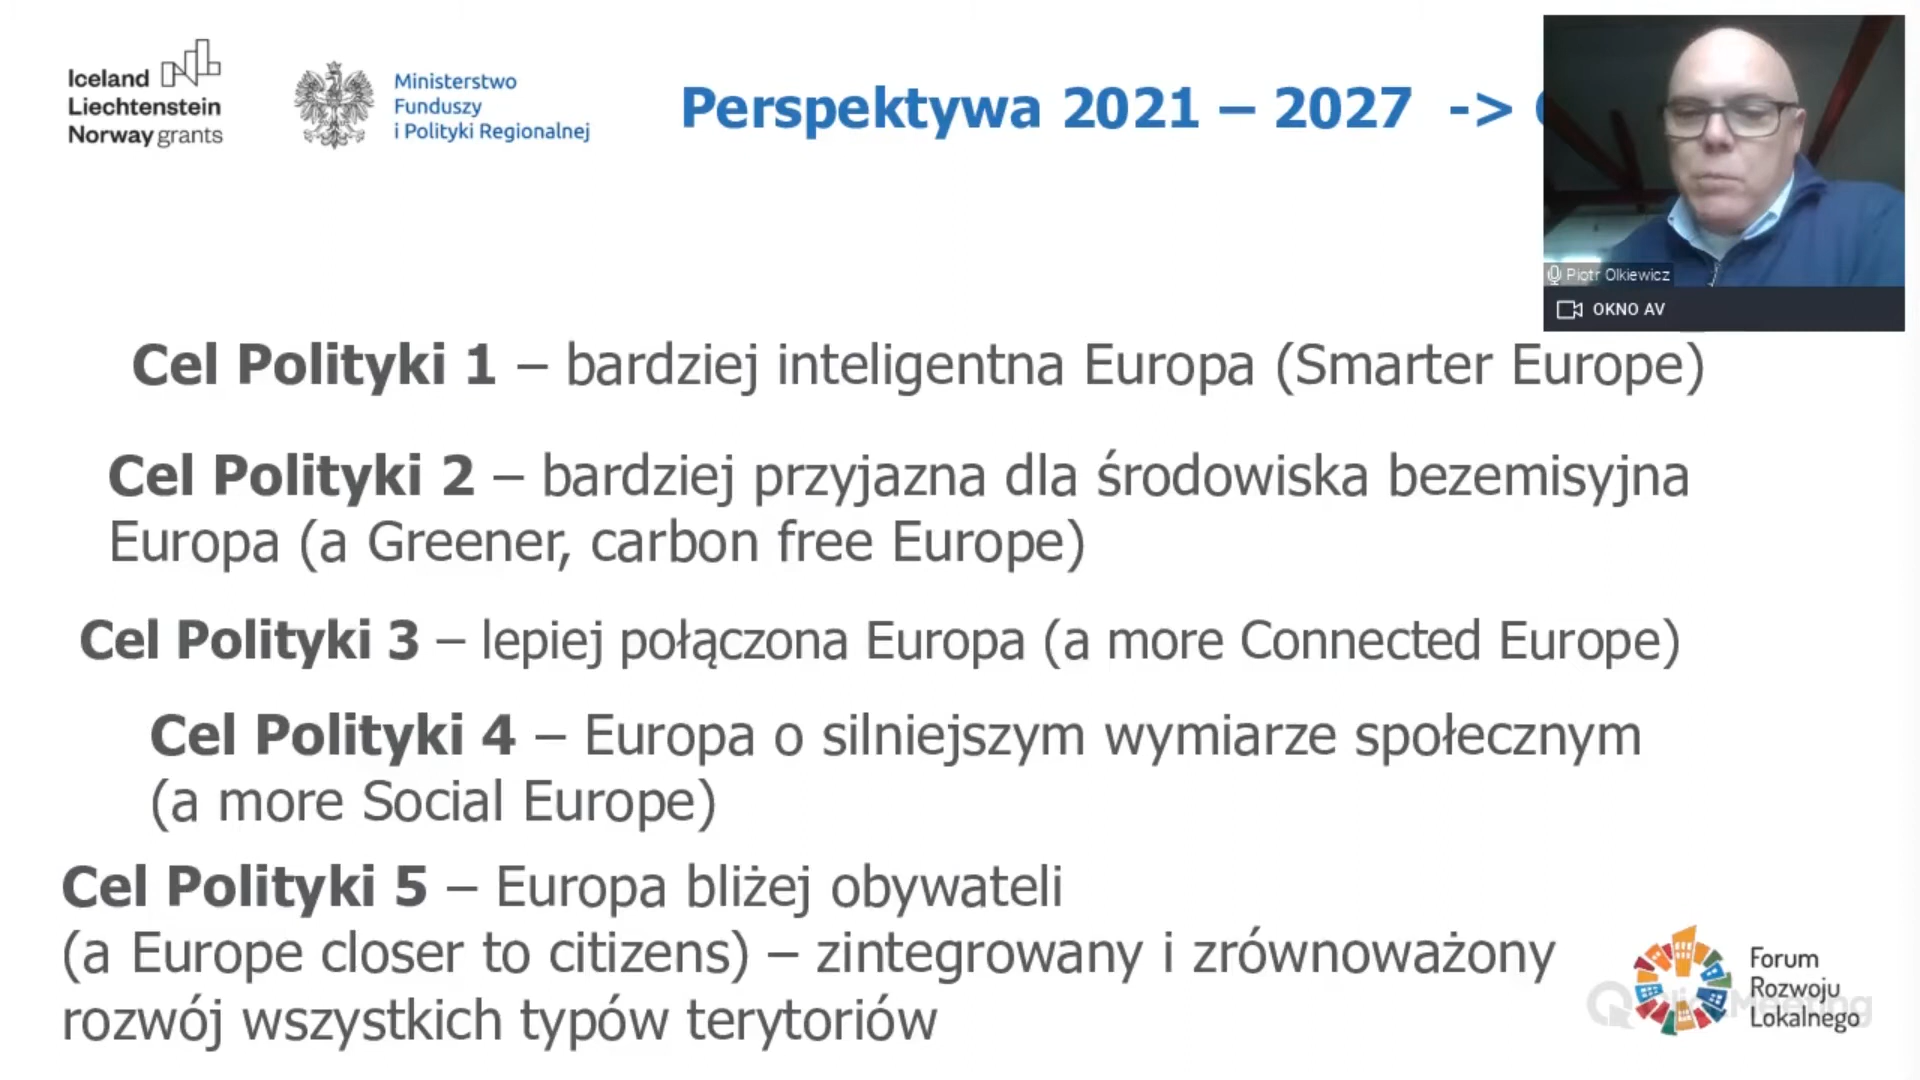 Iceland
Liechtenstein
Norway grants
Ministerstwo
Funduszy
i Polityki Regionalnej
Perspektywa 2021 – 2027 ->
Piotr Olkiewicz
OKNO AV
Cel Polityki 1 – bardziej inteligentna Europa (Smarter Europe)
Cel Polityki 2 – bardziej przyjazna dla środowiska bezemisyjna
Europa (a Greener, carbon free Europe)
Cel Polityki 3 – lepiej połączona Europa (a more Connected Europe)
Cel Polityki 4 – Europa o silniejszym wymiarze społecznym
(a more Social Europe)
Cel Polityki 5 – Europa bliżej obywateli
(a Europe closer to citizens) – zintegrowany i zrównoważony
rozwój wszystkich typów terytoriów
Forum
Rozwoju
Lokalnego